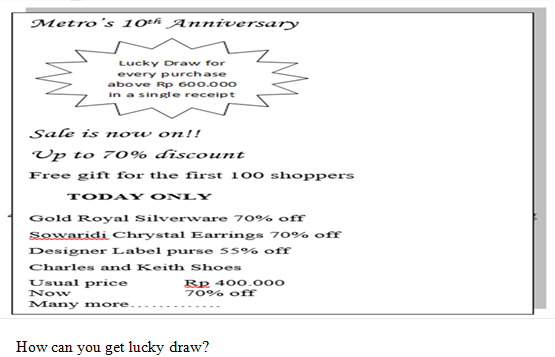 Metro's 10th Anniversary
Lucky Draw for
every purchase
above Rp 600.000
in a single receipt
Sale is now on!!
Up to 70% discount
Free gift for the first 100 shoppers
TODAY ONLY
Gold Royal Silverware 70% off
Sowaridi Chrystal Earrings 70% off
Designer Label purse 55% off
Charles and Keith Shoes
Usual price Rp 400.000
Now 70% off
Many more.............
How can you get lucky draw?